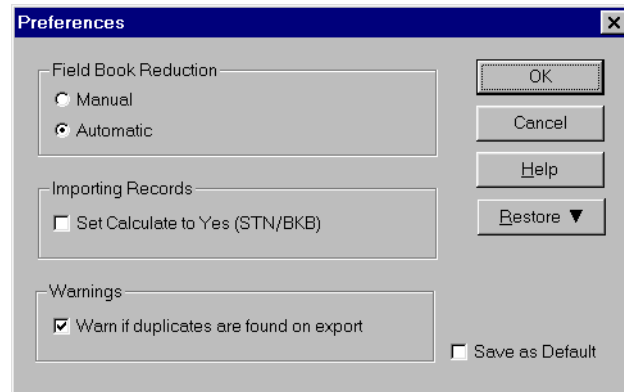 Preferences
Field Book Reduction
Manual
Automatic
Importing Records
Set Calculate to Yes (STN/BKB)
Warnings
Warn if duplicates are found on export
OK
Cancel
Help
Restore ▼
Save as Default